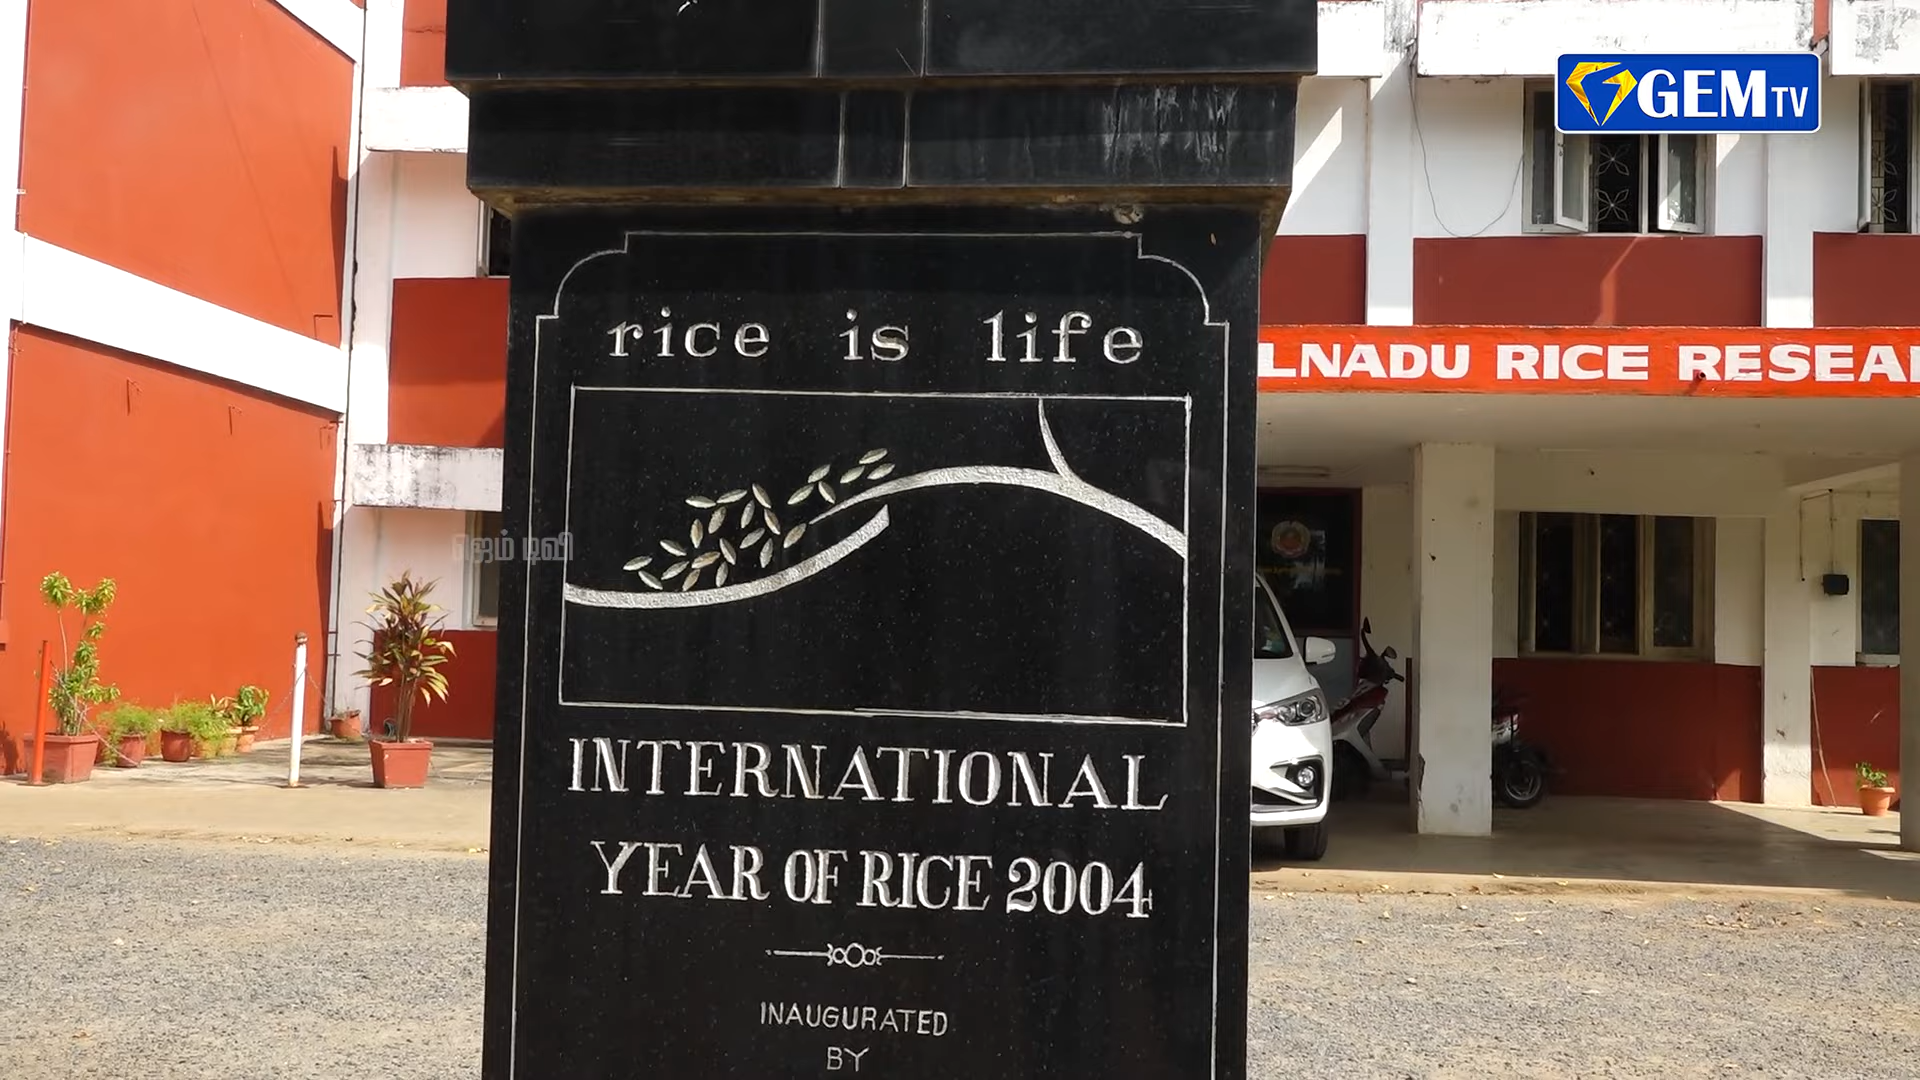 GEM TV
rice is life
LNADU RICE RESEA
ஜெம் டிவி
INTERNATIONAL
YEAR OF RICE 2004
INAUGURATED
BY